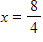 x = 8/4